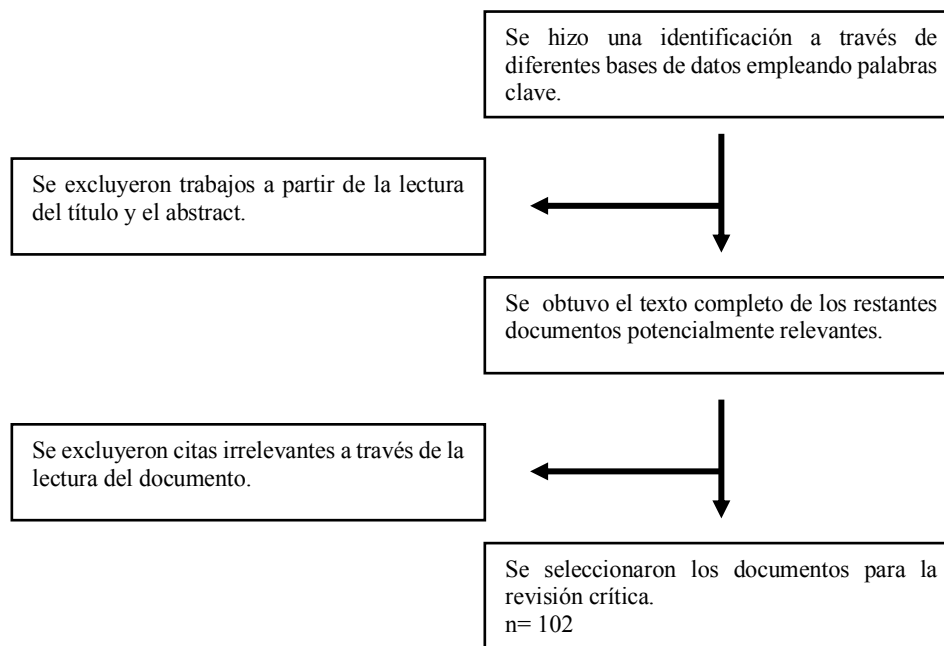 Se hizo una identificación a través de
diferentes bases de datos empleando palabras
clave.
Se excluyeron trabajos a partir de la lectura
del título y el abstract.
Se obtuvo el texto completo de los restantes
documentos potencialmente relevantes.
Se excluyeron citas irrelevantes a través de la
lectura del documento.
Se seleccionaron los documentos para la
revisión crítica.
n= 102